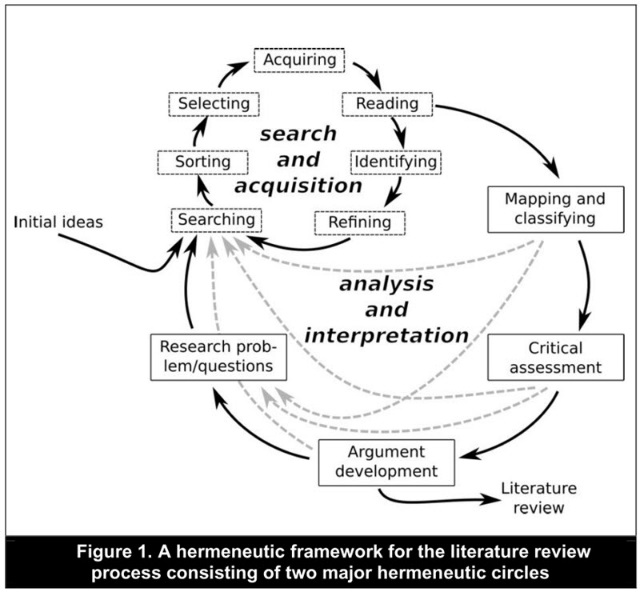 Acquiring
Selecting
Reading
search
and
acquisition
Sorting
Identifying
Mapping and
classifying
Initial ideas
Searching
Refining
analysis
and
interpretation
Research prob-
lem/questions
Critical
assessment
Argument
development
Literature
review
Figure 1. A hermeneutic framework for the literature review
process consisting of two major hermeneutic circles